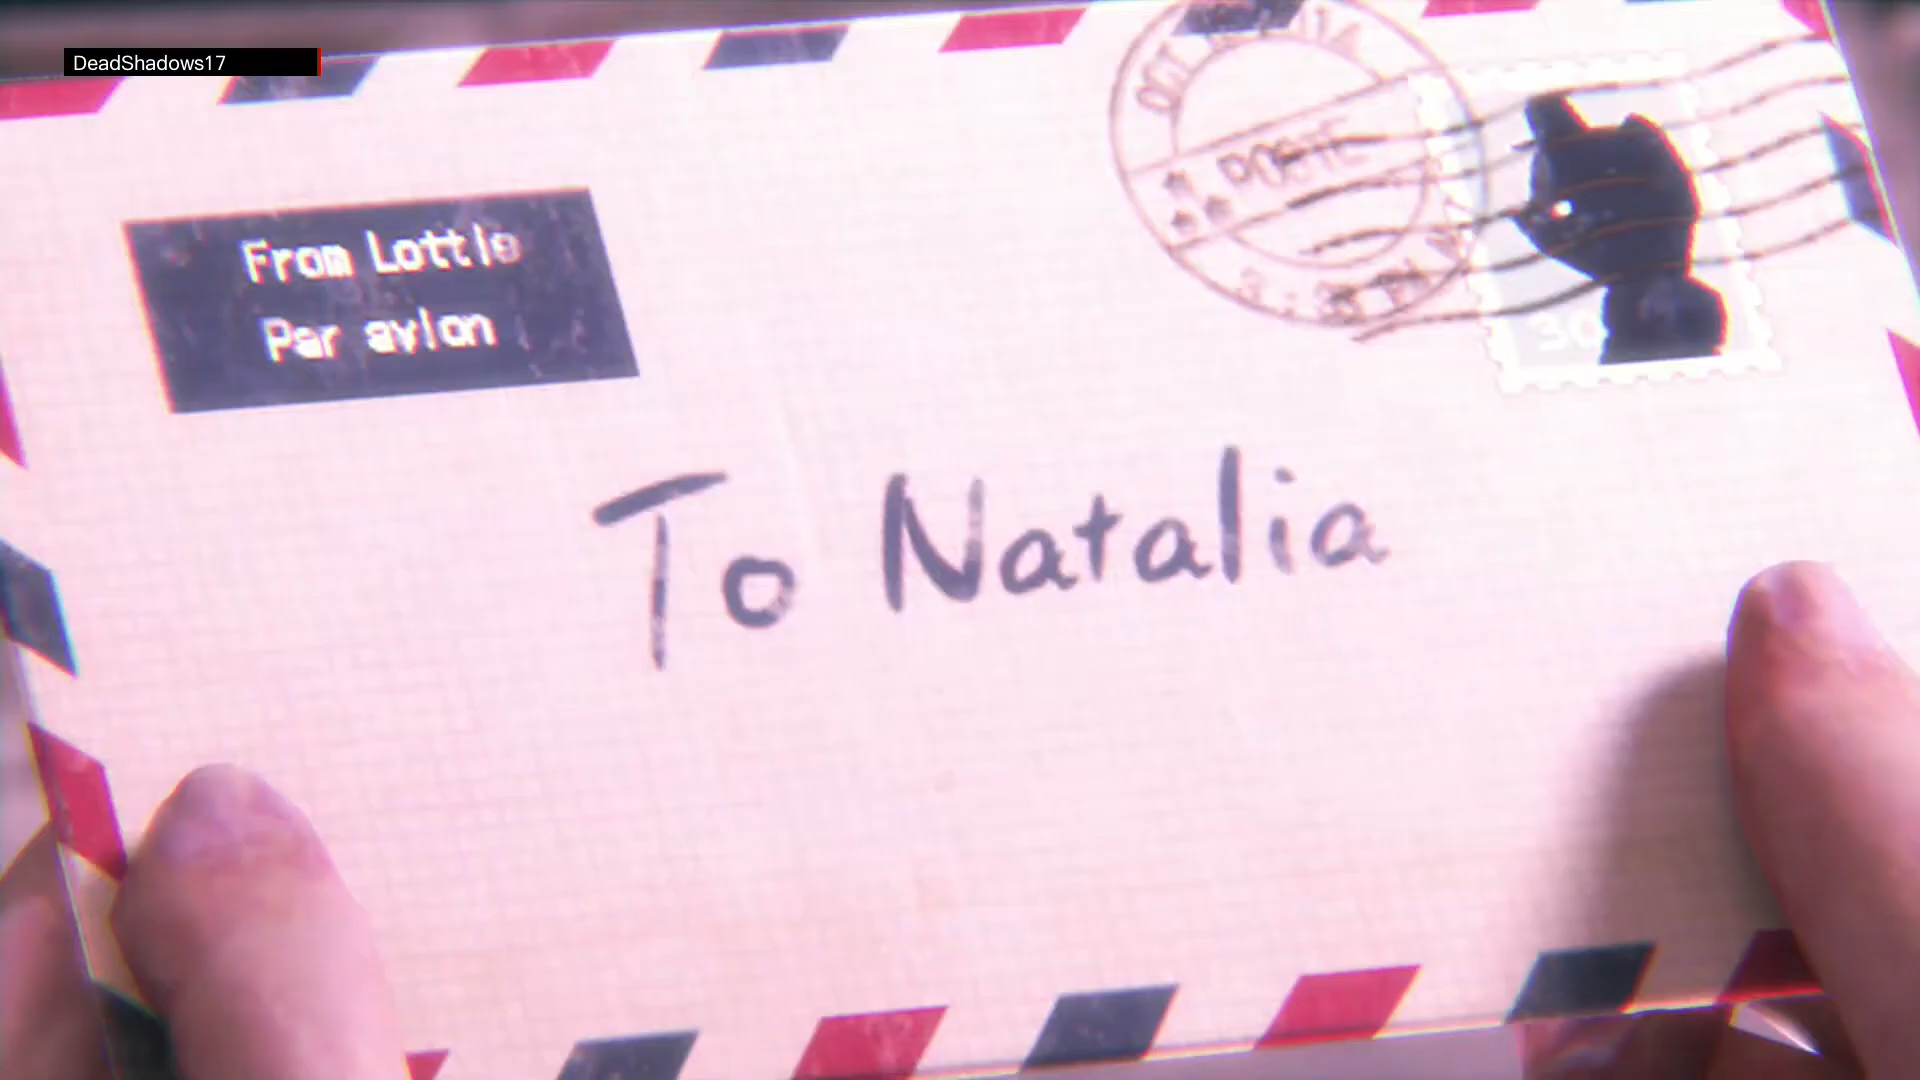 DeadShadows17
From Lottie
Par avion
POSTE
30
To Natalia